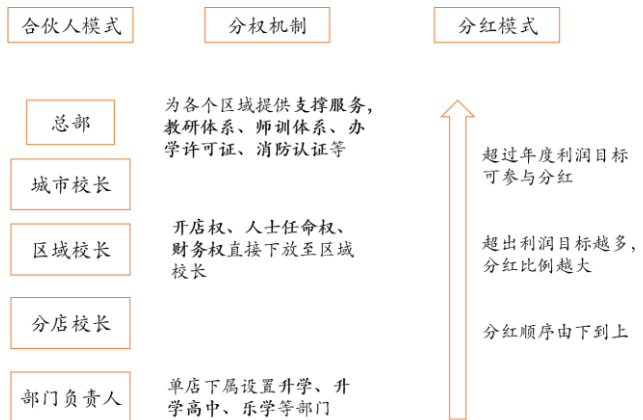 合伙人模式
分权机制
分红模式
总部
为各个区域提供支撑服务，
教研体系、师训体系、办
学许可证、消防认证等
城市校长
超过年度利润目标
可参与分红
区域校长
开店权、人士任命权、
财务权直接下放至区域
校长
超出利润目标越多，
分红比例越大
分店校长
分红顺序由下到上
部门负责人
单店下属设置升学、升
学高中、乐学等部门